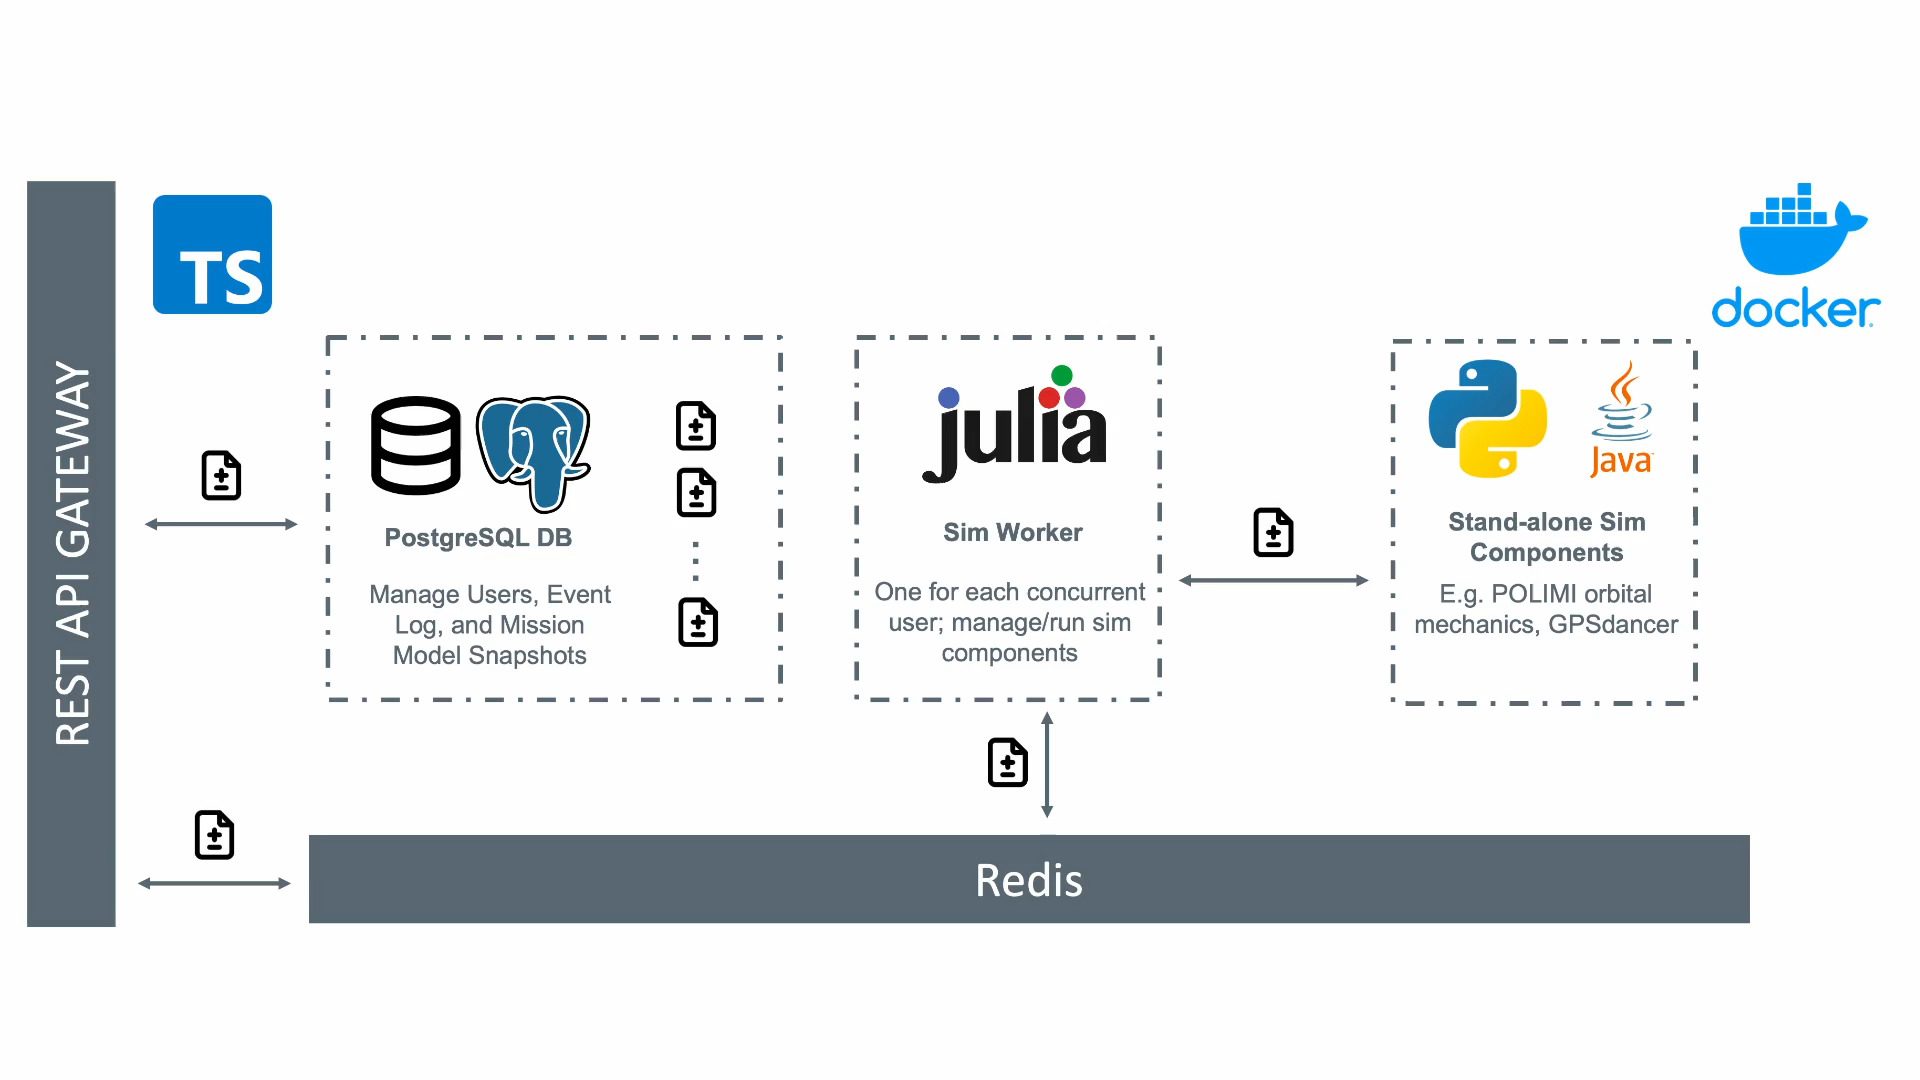 REST API GATEWAY
TS
docker
PostgreSQL DB
Manage Users, Event
Log, and Mission
Model Snapshots
julia
Sim Worker
One for each concurrent
user; manage/run sim
components
Java
Stand-alone Sim
Components
E.g. POLIMI orbital
mechanics, GPSdancer
Redis